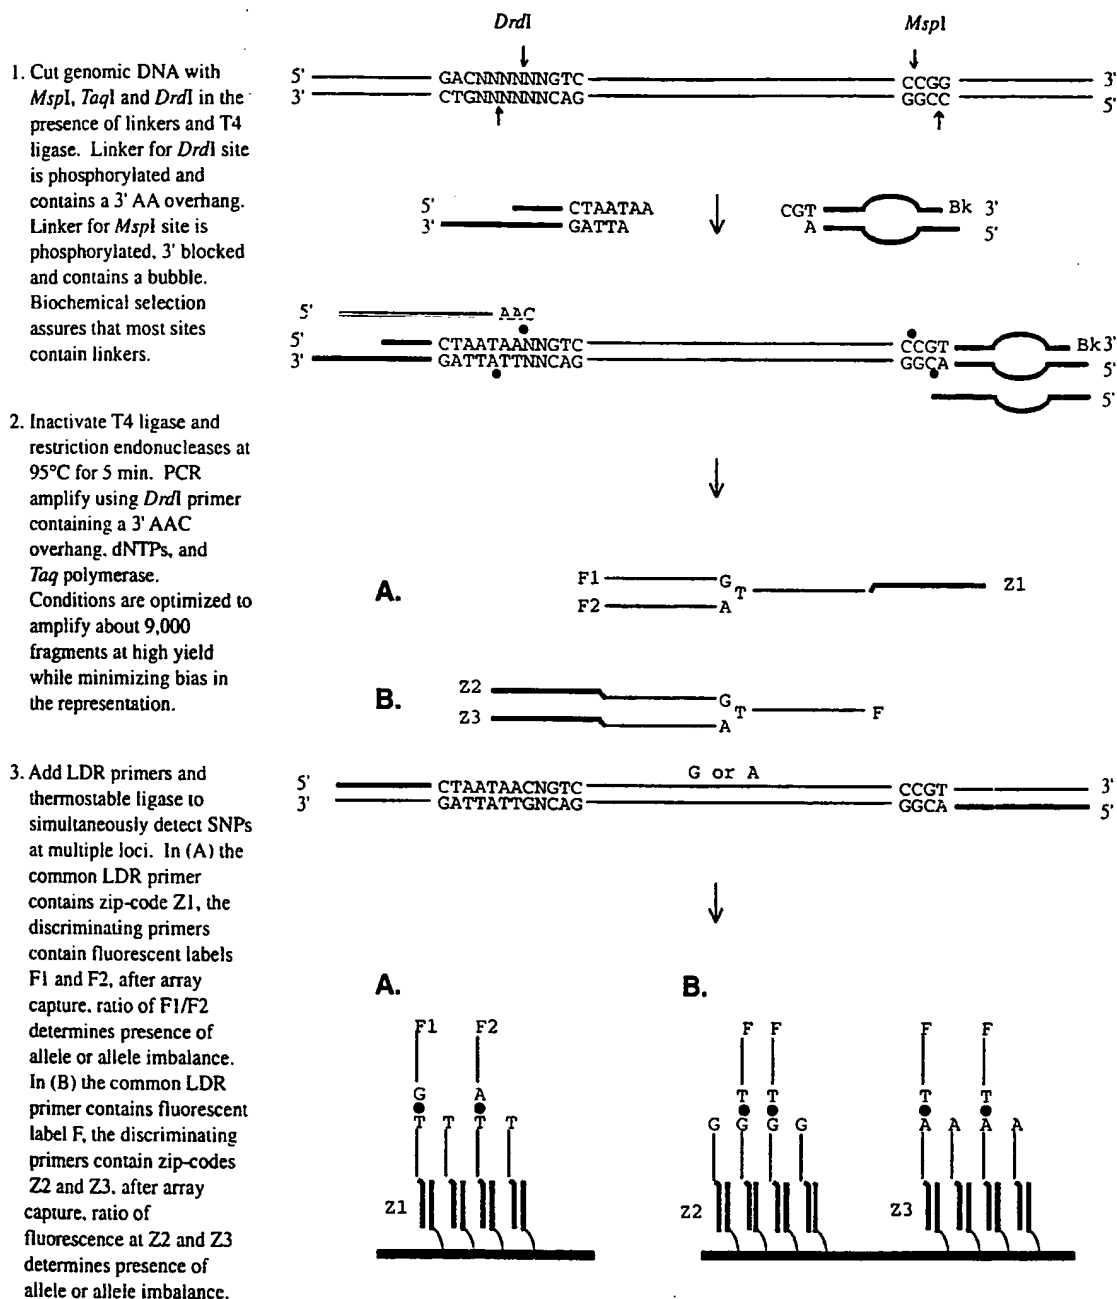 DrdI
MspI
1. Cut genomic DNA with
MspI, TaqI and DrdI in the
presence of linkers and T4
ligase. Linker for DrdI site
is phosphorylated and
contains a 3' AA overhang.
Linker for MspI site is
phosphorylated, 3' blocked
and contains a bubble.
Biochemical selection
assures that most sites
contain linkers.
5' GACNNNNNNGTC CCGG 3'
3' CTGNNNNNNCAG GGCC 5'
5' CTAATAA CGT Bk 3'
3' GATTA A 5'
5' AAC
5' CTAATAANNGTC CCGT Bk3'
3' GATTATTNNCAG GGCA 5'
5'
2. Inactivate T4 ligase and
restriction endonucleases at
95°C for 5 min. PCR
amplify using DrdI primer
containing a 3' AAC
overhang, dNTPs, and
Taq polymerase.
Conditions are optimized to
amplify about 9,000
fragments at high yield
while minimizing bias in
the representation.
A.
F1 G T Z1
F2 A
B.
Z2 G T F
Z3 A
3. Add LDR primers and
thermostable ligase to
simultaneously detect SNPs
at multiple loci. In (A) the
common LDR primer
contains zip-code Z1, the
discriminating primers
contain fluorescent labels
F1 and F2, after array
capture, ratio of F1/F2
determines presence of
allele or allele imbalance.
In (B) the common LDR
primer contains fluorescent
label F, the discriminating
primers contain zip-codes
Z2 and Z3, after array
capture, ratio of
fluorescence at Z2 and Z3
determines presence of
allele or allele imbalance.
G or A
5' CTAATAACNGTC CCGT 3'
3' GATTATTGNCAG GGCA 5'
A.
F1 F2
G A
T T T T
Z1
B.
F F F F
T T T T
G G G G A A A A
Z2 Z3